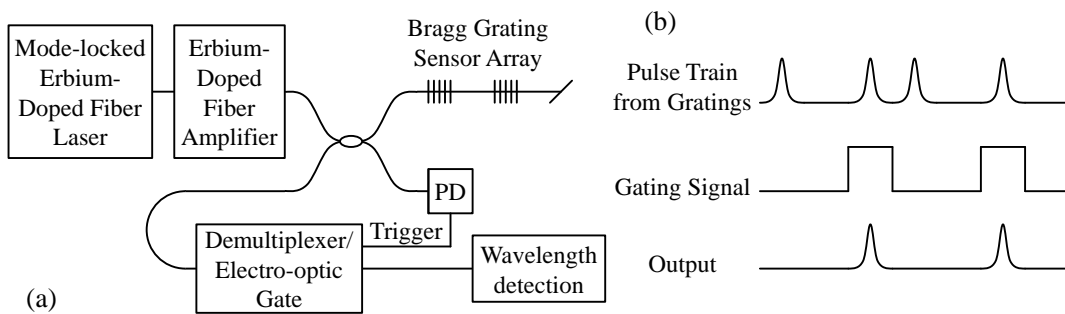 Mode-locked
Erbium-
Doped Fiber
Laser
Erbium-
Doped
Fiber
Amplifier
Bragg Grating
Sensor Array
PD
Trigger
Demultiplexer/
Electro-optic
Gate
Wavelength
detection
(a)
(b)
Pulse Train
from Gratings
Gating Signal
Output